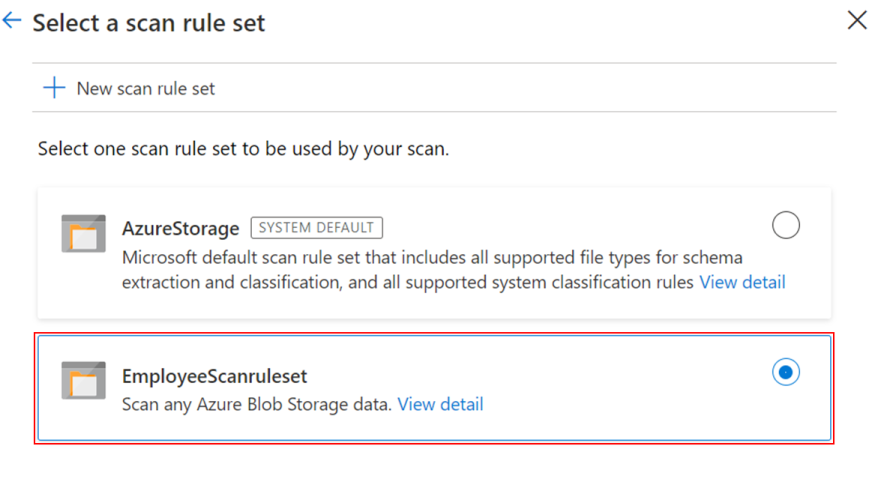 Select a scan rule set
New scan rule set
Select one scan rule set to be used by your scan.
AzureStorage SYSTEM DEFAULT
Microsoft default scan rule set that includes all supported file types for schema
extraction and classification, and all supported system classification rules View detail
EmployeeScanruleset
Scan any Azure Blob Storage data. View detail